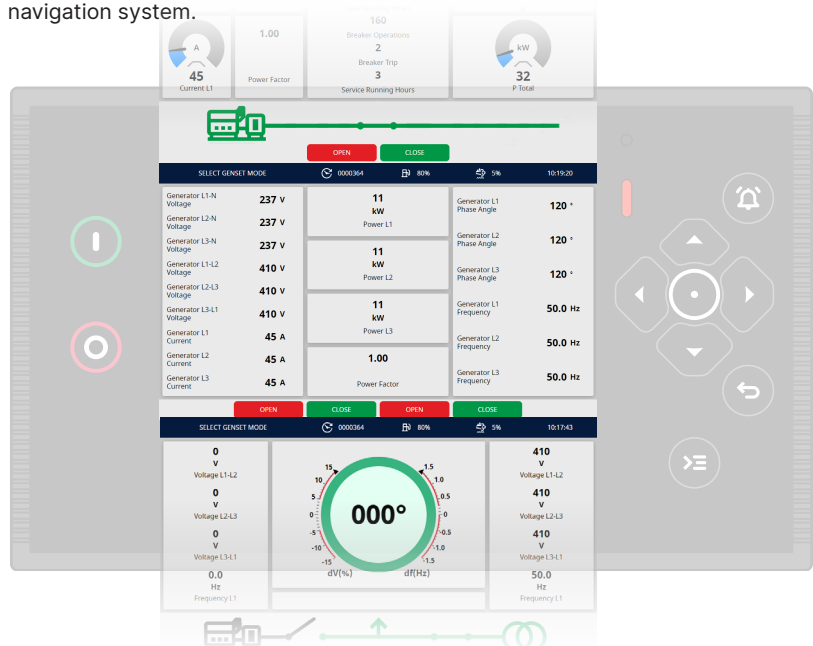 navigation system.
160
Breaker Operations
2
Breaker Trip
3
Service Running Hours
A
45
Current L1
1.00
Power Factor
kW
32
P Total
OPEN CLOSE
SELECT GENSET MODE 0000364 80% 5% 10:19:20
Generator L1-N
Voltage
237 V
Generator L2-N
Voltage
237 V
Generator L3-N
Voltage
237 V
Generator L1-L2
Voltage
410 V
Generator L2-L3
Voltage
410 V
Generator L3-L1
Voltage
410 V
Generator L1
Current
45 A
Generator L2
Current
45 A
Generator L3
Current
45 A
11
kW
Power L1
11
kW
Power L2
11
kW
Power L3
1.00
Power Factor
Generator L1
Phase Angle
120 °
Generator L2
Phase Angle
120 °
Generator L3
Phase Angle
120 °
Generator L1
Frequency
50.0 Hz
Generator L2
Frequency
50.0 Hz
Generator L3
Frequency
50.0 Hz
OPEN CLOSE OPEN CLOSE
SELECT GENSET MODE 0000364 80% 5% 10:17:43
0
V
Voltage L1-L2
0
V
Voltage L2-L3
0
V
Voltage L3-L1
0.0
Hz
Frequency L1
15
10
5
0
-5
-10
-15
dV(%)
000°
1.5
1.0
0.5
0
-0.5
-1.0
-1.5
df(Hz)
410
V
Voltage L1-L2
410
V
Voltage L2-L3
410
V
Voltage L3-L1
50.0
Hz
Frequency L1